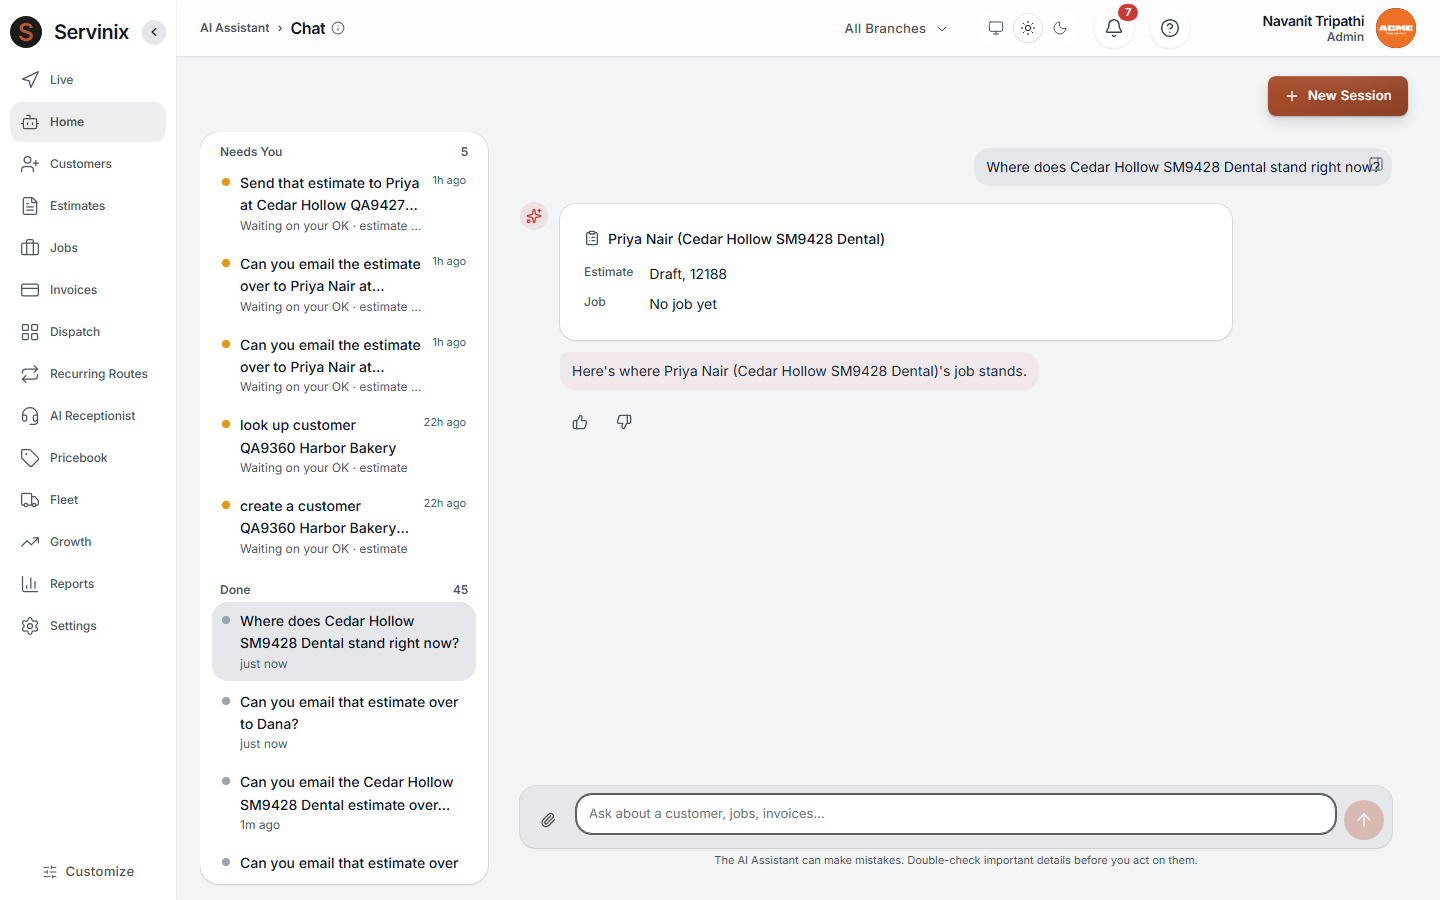 S Servinix
Live
Home
Customers
Estimates
Jobs
Invoices
Dispatch
Recurring Routes
AI Receptionist
Pricebook
Fleet
Growth
Reports
Settings
Customize
AI Assistant › Chat
All Branches
7
Navanit Tripathi
Admin
ACME
New Session
Needs You 5
Send that estimate to Priya 1h ago
at Cedar Hollow QA9427...
Waiting on your OK · estimate ...
Can you email the estimate 1h ago
over to Priya Nair at...
Waiting on your OK · estimate ...
Can you email the estimate 1h ago
over to Priya Nair at...
Waiting on your OK · estimate ...
look up customer 22h ago
QA9360 Harbor Bakery
Waiting on your OK · estimate
create a customer 22h ago
QA9360 Harbor Bakery...
Waiting on your OK · estimate
Done 45
Where does Cedar Hollow
SM9428 Dental stand right now?
just now
Can you email that estimate over
to Dana?
just now
Can you email the Cedar Hollow
SM9428 Dental estimate over...
1m ago
Can you email that estimate over
Where does Cedar Hollow SM9428 Dental stand right now?
Priya Nair (Cedar Hollow SM9428 Dental)
Estimate Draft, 12188
Job No job yet
Here's where Priya Nair (Cedar Hollow SM9428 Dental)'s job stands.
Ask about a customer, jobs, invoices...
The AI Assistant can make mistakes. Double-check important details before you act on them.